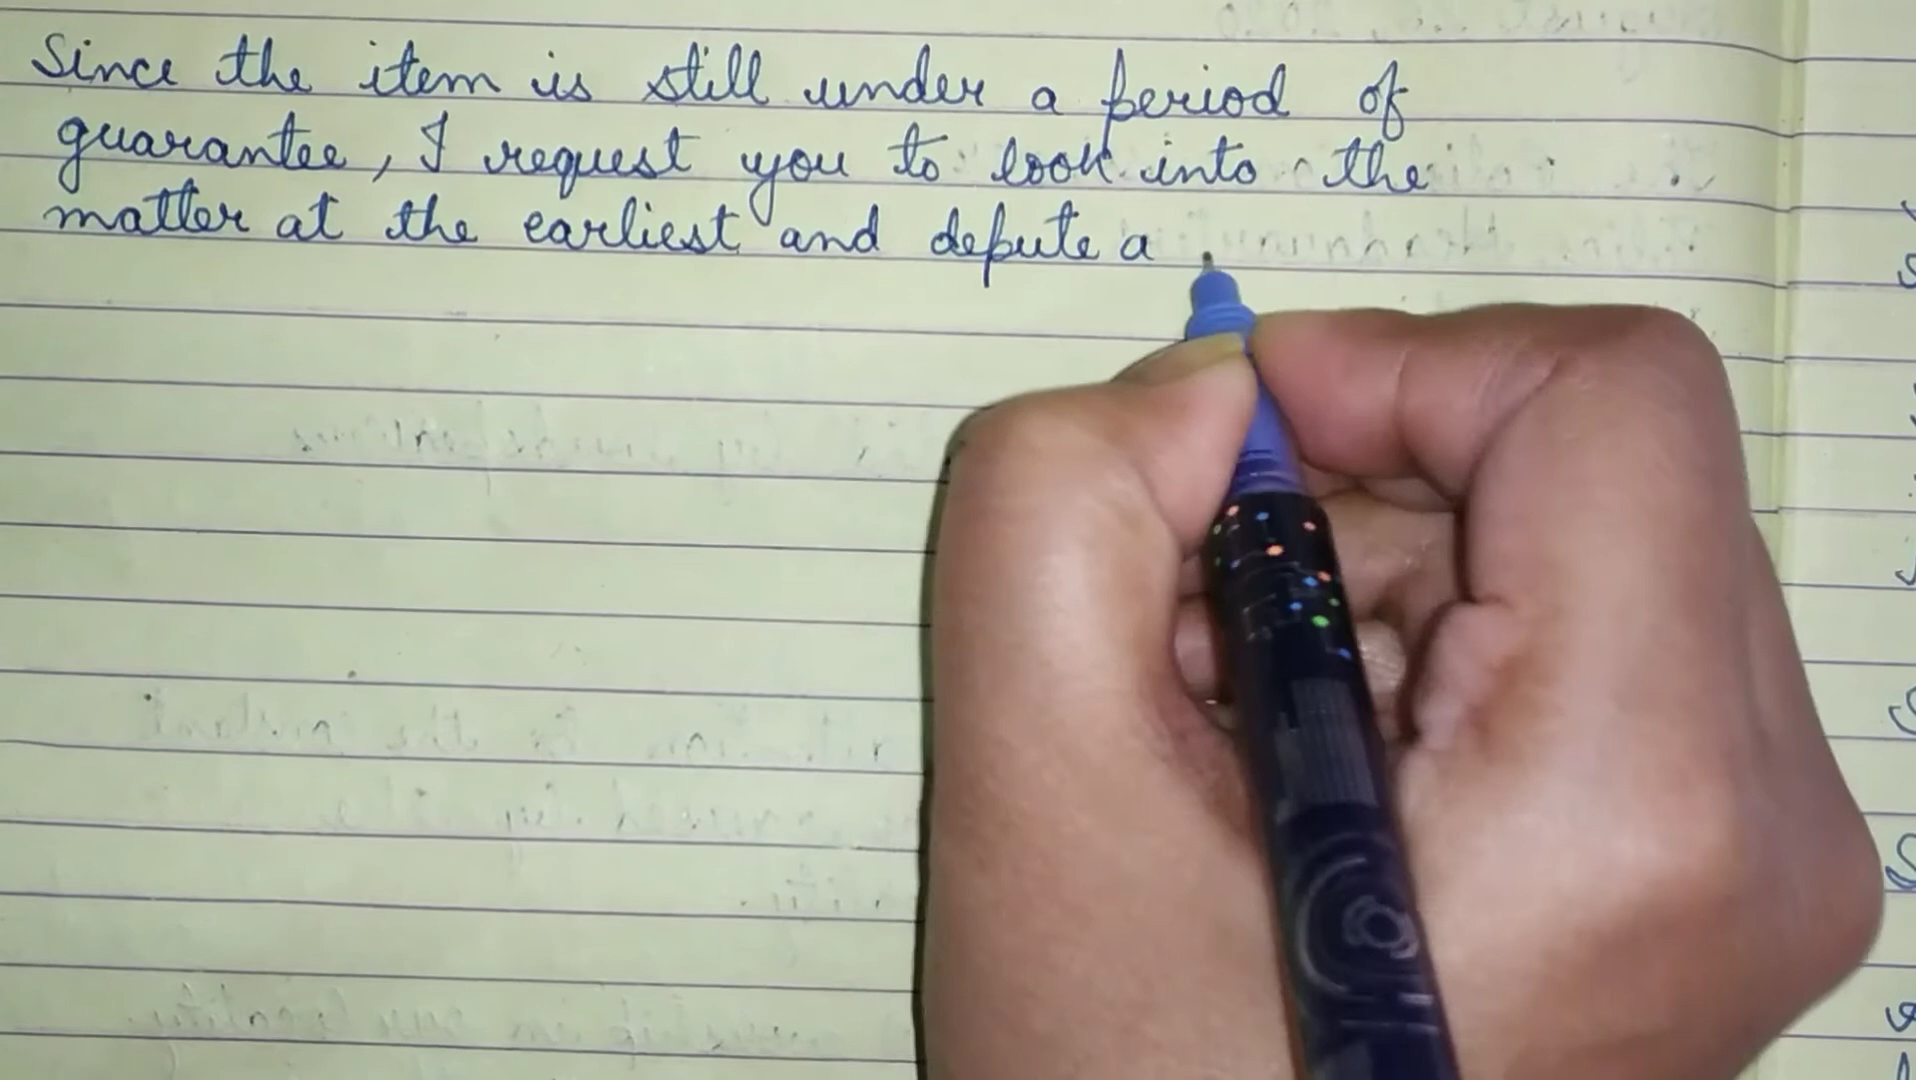 Since the item is still under a period of
guarantee, I request you to look into the
matter at the earliest and depute a